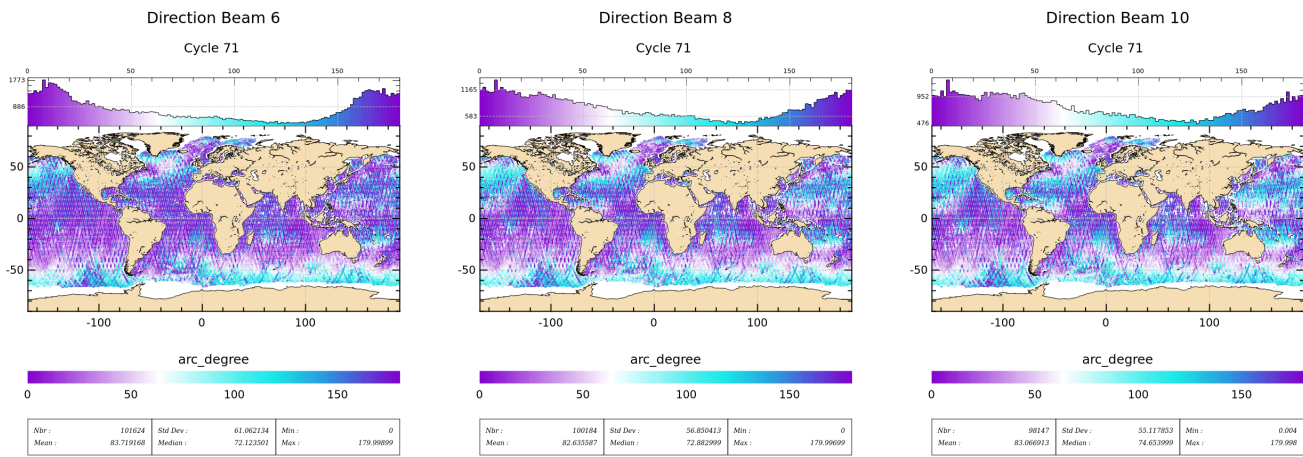 Direction Beam 6
Cycle 71
0 50 100 150
1773
886
50
0
-50
-100 0 100
arc_degree
0 50 100 150
Nbr : 101624 Std Dev : 61.062134 Min : 0
Mean : 83.719168 Median : 72.123501 Max : 179.99899
Direction Beam 8
Cycle 71
0 50 100 150
1165
583
50
0
-50
-100 0 100
arc_degree
0 50 100 150
Nbr : 100184 Std Dev : 56.850413 Min : 0
Mean : 82.635587 Median : 72.882999 Max : 179.99699
Direction Beam 10
Cycle 71
0 50 100 150
952
476
50
0
-50
-100 0 100
arc_degree
0 50 100 150
Nbr : 98147 Std Dev : 55.117853 Min : 0.004
Mean : 83.066913 Median : 74.653999 Max : 179.998